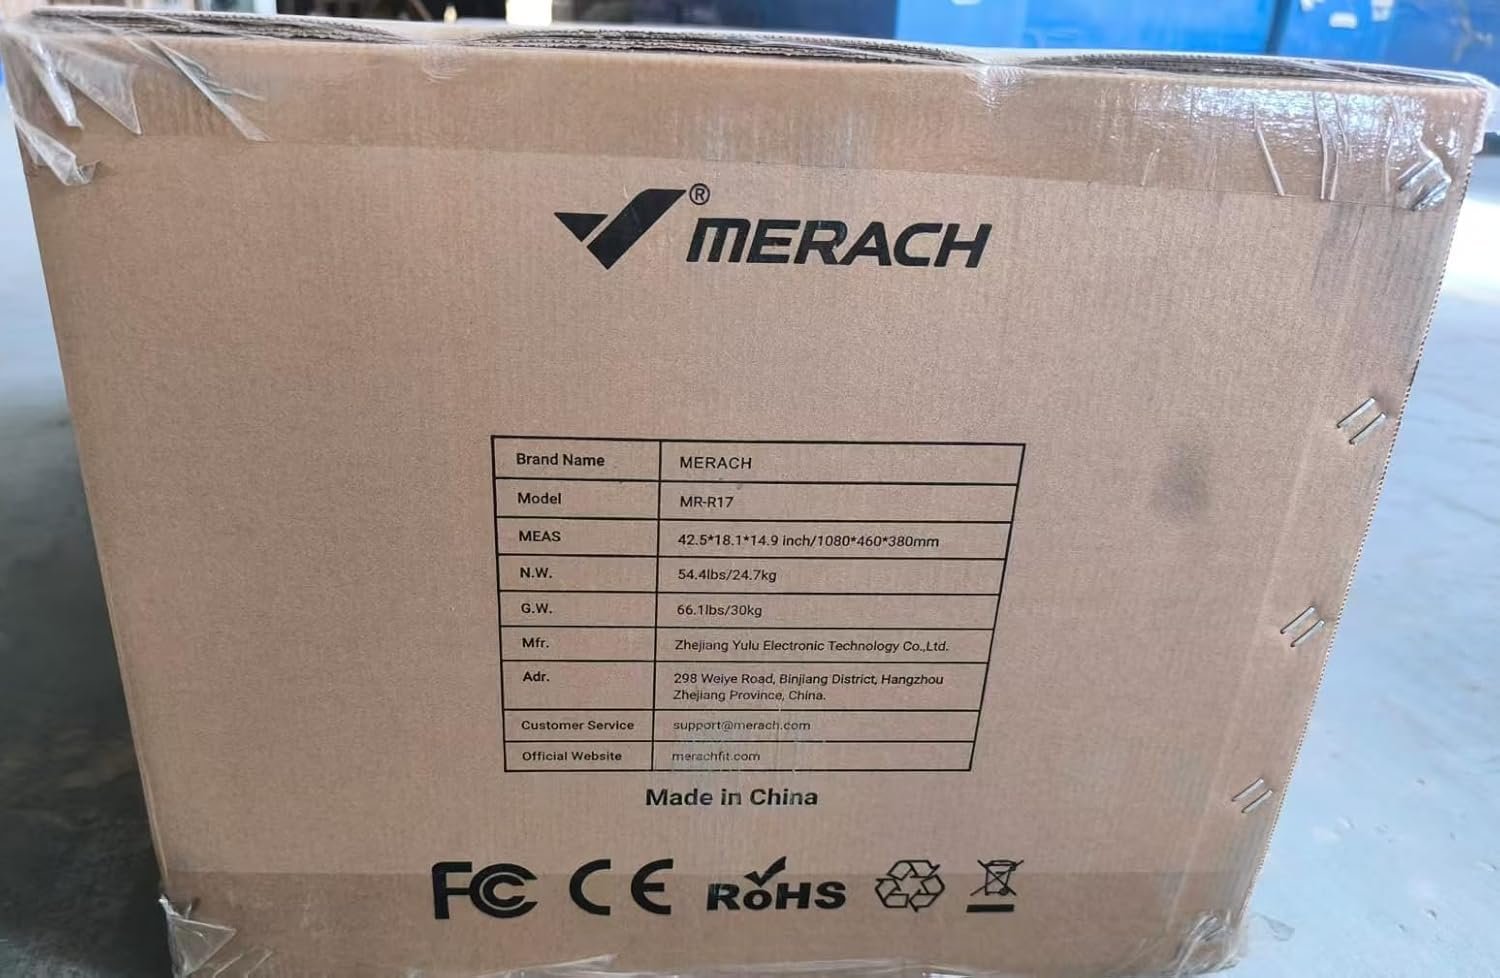 ® MERACH
Brand Name MERACH
Model MR-R17
MEAS 42.5*18.1*14.9 inch/1080*460*380mm
N.W. 54.4lbs/24.7kg
G.W. 66.1lbs/30kg
Mfr. Zhejiang Yulu Electronic Technology Co.,Ltd.
Adr. 298 Weiye Road, Binjiang District, Hangzhou
Zhejiang Province, China.
Customer Service support@merach.com
Official Website merachfit.com
Made in China
FC CE RoHS